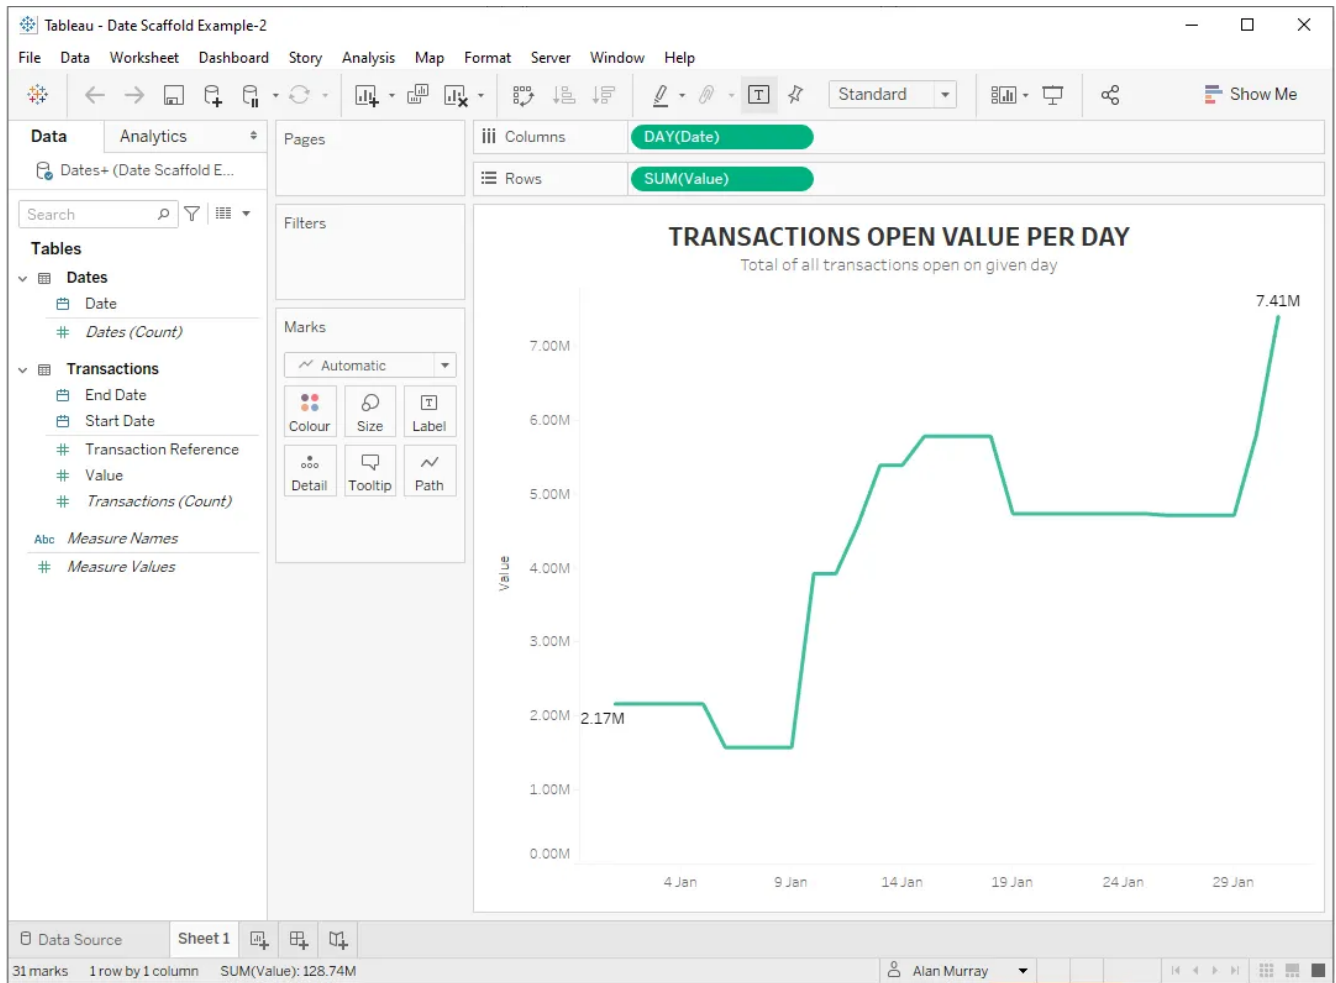 Tableau - Date Scaffold Example-2
File Data Worksheet Dashboard Story Analysis Map Format Server Window Help
Standard
Show Me
Data
Analytics
Dates+ (Date Scaffold E...
Search
Tables
Dates
Date
Dates (Count)
Transactions
End Date
Start Date
Transaction Reference
Value
Transactions (Count)
Abc Measure Names
Measure Values
Pages
Filters
Marks
Automatic
Colour Size Label
Detail Tooltip Path
Columns DAY(Date)
Rows SUM(Value)
TRANSACTIONS OPEN VALUE PER DAY
Total of all transactions open on given day
7.41M
7.00M
6.00M
5.00M
4.00M
3.00M
2.00M
1.00M
0.00M
Value
2.17M
4 Jan 9 Jan 14 Jan 19 Jan 24 Jan 29 Jan
Data Source Sheet 1
31 marks 1 row by 1 column SUM(Value): 128.74M
Alan Murray